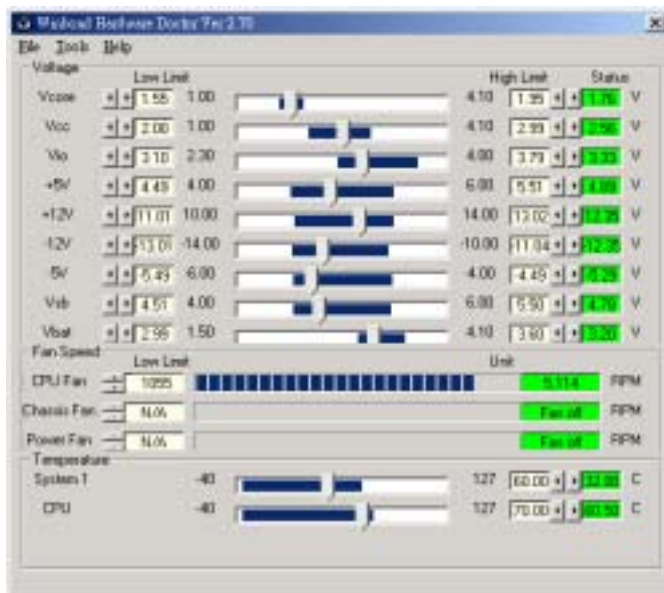 Winbond Hardware Doctor Ver 2.70
File Tools Help
Voltage
Low Limit High Limit Status
Vcore 1.55 1.00 4.10 1.95 1.76 V
Vcc 2.00 1.00 4.10 2.99 2.56 V
Vio 3.10 2.30 4.00 3.79 3.33 V
+5V 4.49 4.00 6.00 5.51 V
+12V 11.01 10.00 14.00 13.02 12.35 V
-12V -13.01 -14.00 -10.00 -11.04 -12.35 V
-5V -5.49 -6.00 -4.00 -4.49 -5.29 V
Vsb 4.51 4.00 6.00 5.50 4.78 V
Vbat 1.50 4.10 3.60 3.20 V
Fan Speed
Low Limit Unit
CPU Fan 1095 5,114 RPM
Chassis Fan N/A Fan off RPM
Power Fan N/A Fan off RPM
Temperature
System 1 -40 127 60.00 32.00 C
CPU -40 127 70.00 60.50 C